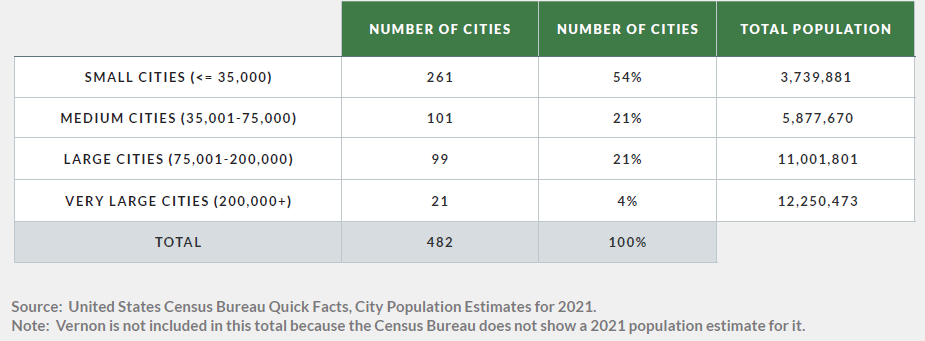 NUMBER OF CITIES NUMBER OF CITIES TOTAL POPULATION
SMALL CITIES (<= 35,000) 261 54% 3,739,881
MEDIUM CITIES (35,001-75,000) 101 21% 5,877,670
LARGE CITIES (75,001-200,000) 99 21% 11,001,801
VERY LARGE CITIES (200,000+) 21 4% 12,250,473
TOTAL 482 100%
Source: United States Census Bureau Quick Facts, City Population Estimates for 2021.
Note: Vernon is not included in this total because the Census Bureau does not show a 2021 population estimate for it.